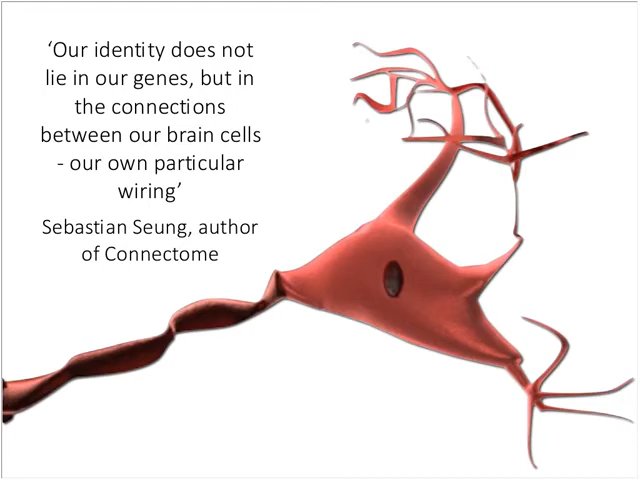 ‘Our identity does not
lie in our genes, but in
the connections
between our brain cells
- our own particular
wiring’
Sebastian Seung, author
of Connectome